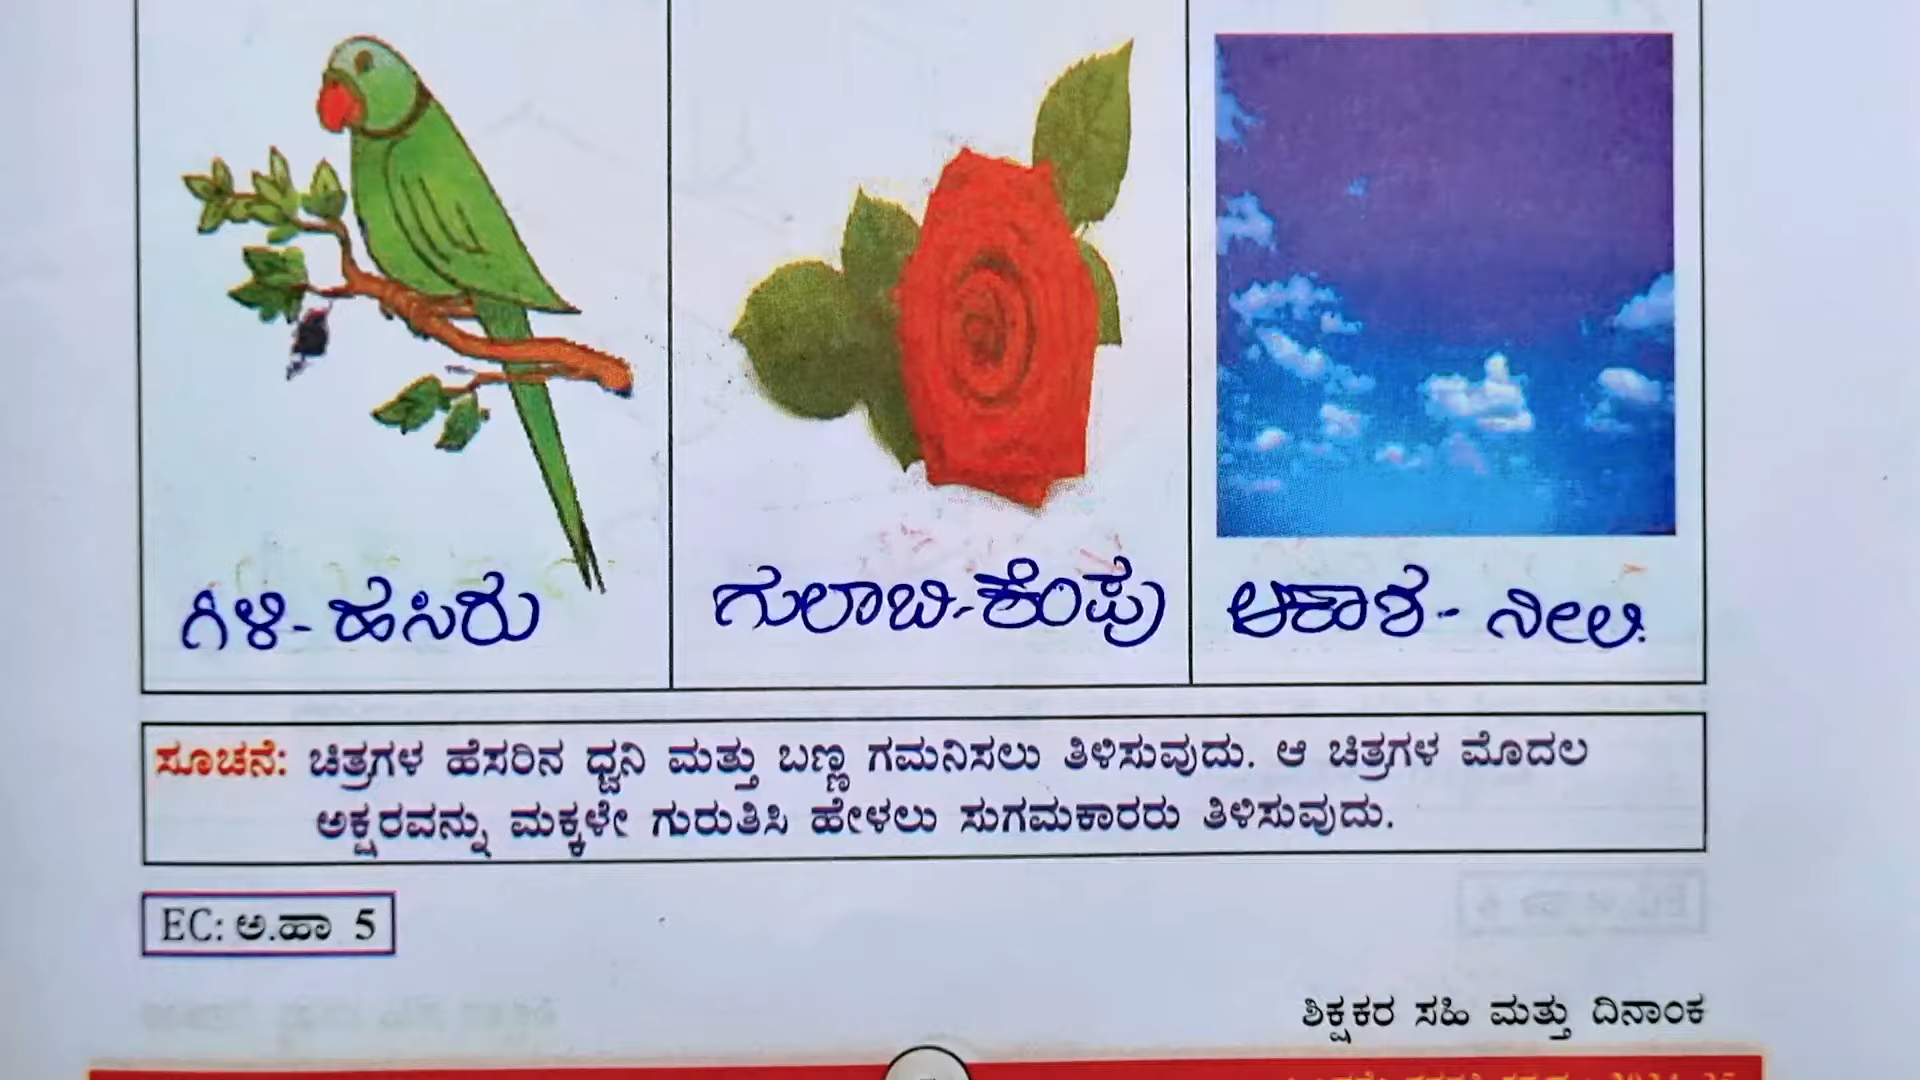 ಗಿಳಿ - ಹಸಿರು
ಗುಲಾಬಿ - ಕೆಂಪು
ಆಕಾಶ - ನೀಲಿ
ಸೂಚನೆ: ಚಿತ್ರಗಳ ಹೆಸರಿನ ಧ್ವನಿ ಮತ್ತು ಬಣ್ಣ ಗಮನಿಸಲು ತಿಳಿಸುವುದು. ಆ ಚಿತ್ರಗಳ ಮೊದಲ
ಅಕ್ಷರವನ್ನು ಮಕ್ಕಳೇ ಗುರುತಿಸಿ ಹೇಳಲು ಸುಗಮಕಾರರು ತಿಳಿಸುವುದು.
EC: ಅ.ಹಾ 5
ಶಿಕ್ಷಕರ ಸಹಿ ಮತ್ತು ದಿನಾಂಕ